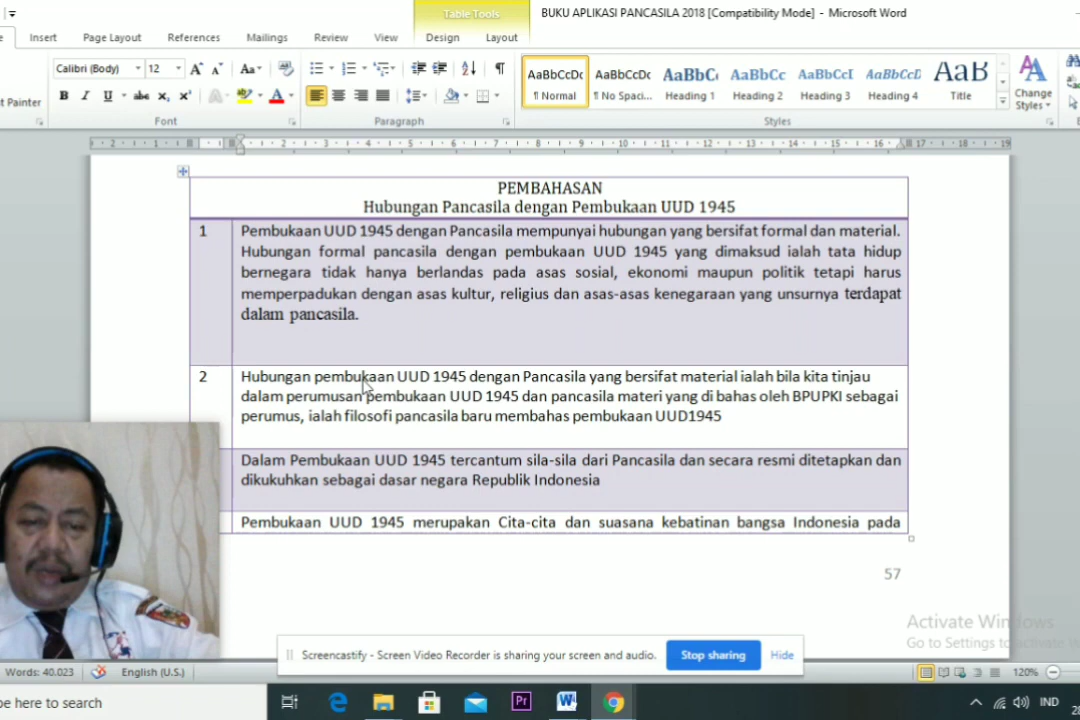 Table Tools
BUKU APLIKASI PANCASILA 2018 [Compatibility Mode] - Microsoft Word
Insert Page Layout References Mailings Review View Design Layout
Calibri (Body) 12
AaBbCcDc AaBbCcDc AaBbC AaBbCc AaBbCcI AaBbCcD AaB
Painter
¶ Normal ¶ No Spaci... Heading 1 Heading 2 Heading 3 Heading 4 Title
Change
Styles
Font Paragraph Styles
PEMBAHASAN
Hubungan Pancasila dengan Pembukaan UUD 1945
1
Pembukaan UUD 1945 dengan Pancasila mempunyai hubungan yang bersifat formal dan material.
Hubungan formal pancasila dengan pembukaan UUD 1945 yang dimaksud ialah tata hidup
bernegara tidak hanya berlandas pada asas sosial, ekonomi maupun politik tetapi harus
memperpadukan dengan asas kultur, religius dan asas-asas kenegaraan yang unsurnya terdapat
dalam pancasila.
2
Hubungan pembukaan UUD 1945 dengan Pancasila yang bersifat material ialah bila kita tinjau
dalam perumusan pembukaan UUD 1945 dan pancasila materi yang di bahas oleh BPUPKI sebagai
perumus, ialah filosofi pancasila baru membahas pembukaan UUD1945
Dalam Pembukaan UUD 1945 tercantum sila-sila dari Pancasila dan secara resmi ditetapkan dan
dikukuhkan sebagai dasar negara Republik Indonesia
Pembukaan UUD 1945 merupakan Cita-cita dan suasana kebatinan bangsa Indonesia pada
57
Activate Windows
Go to Settings to activate
Screencastify - Screen Video Recorder is sharing your screen and audio.
Stop sharing
Hide
Words: 40.023
English (U.S.)
120%
here to search
IND